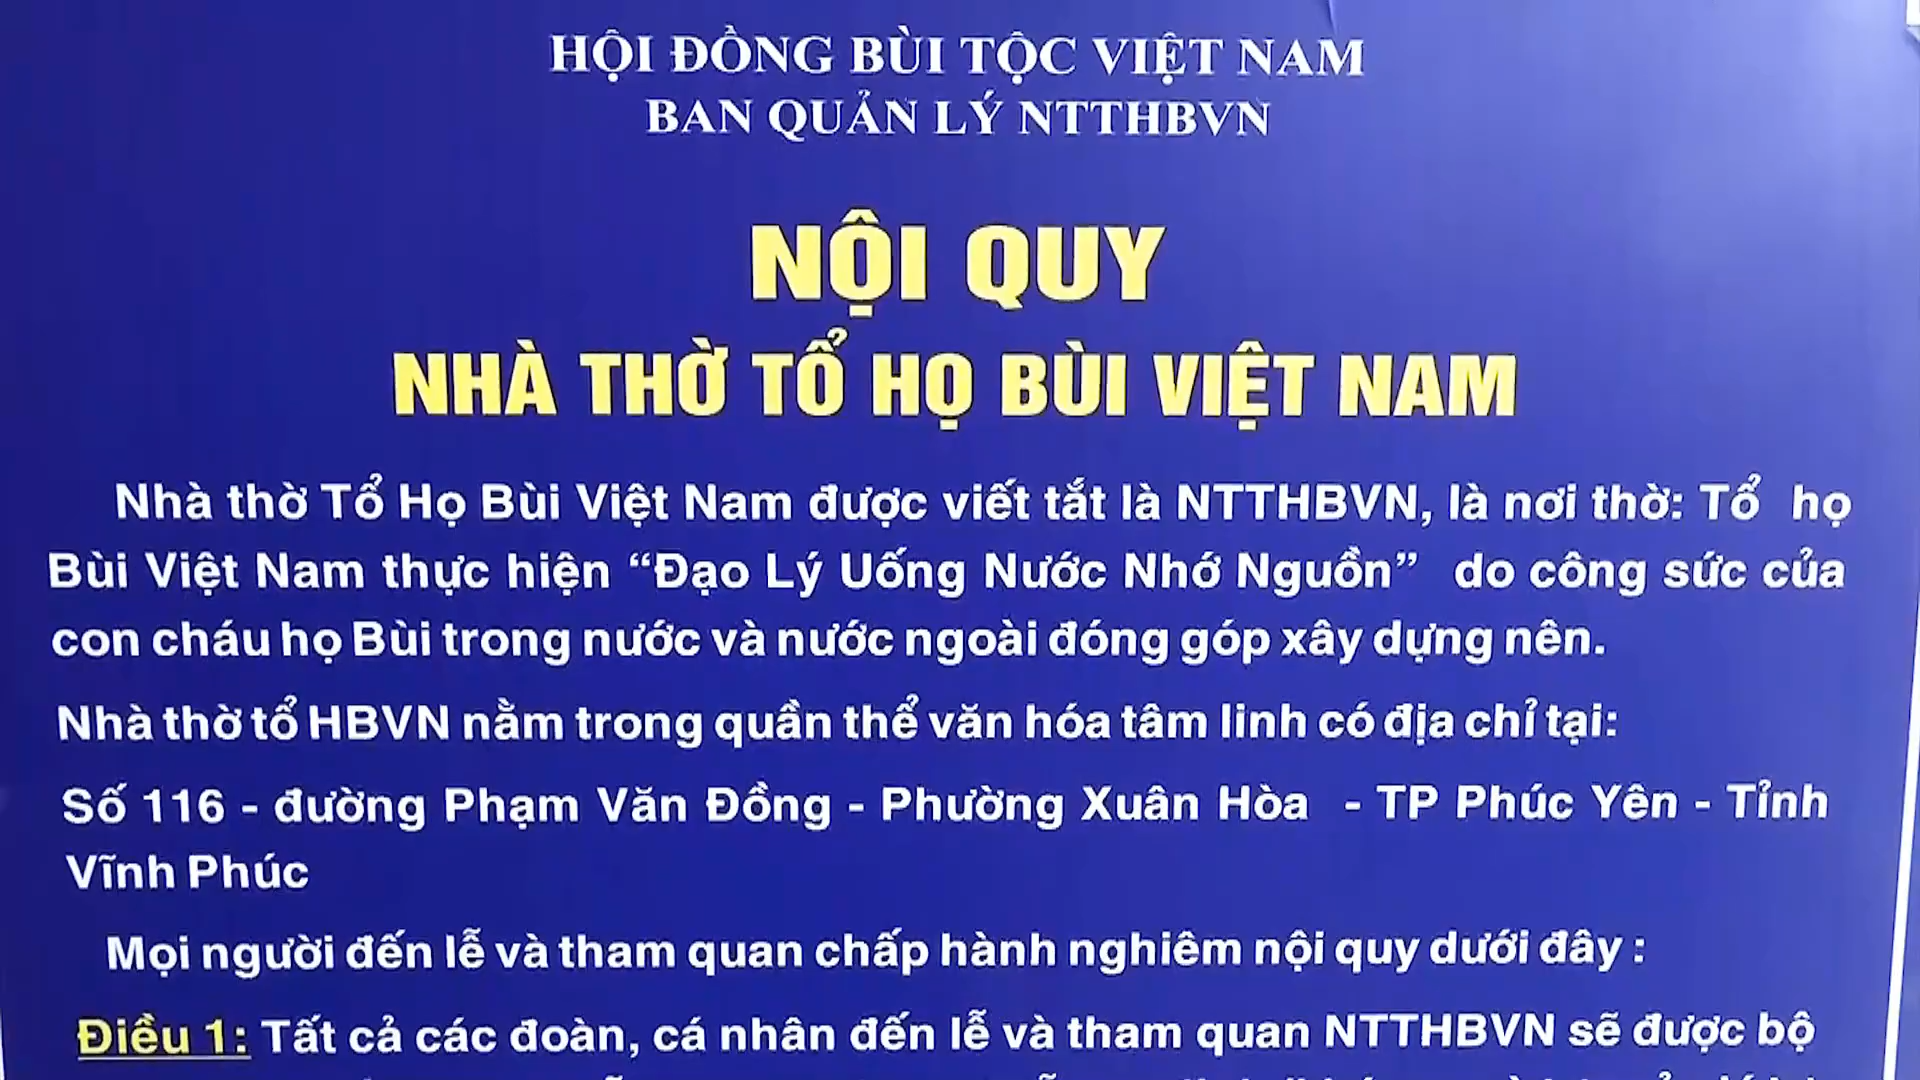 HỘI ĐỒNG BÙI TỘC VIỆT NAM
BAN QUẢN LÝ NTTHBVN
NỘI QUY
NHÀ THỜ TỔ HỌ BÙI VIỆT NAM
Nhà thờ Tổ Họ Bùi Việt Nam được viết tắt là NTTHBVN, là nơi thờ: Tổ họ
Bùi Việt Nam thực hiện “Đạo Lý Uống Nước Nhớ Nguồn” do công sức của
con cháu họ Bùi trong nước và nước ngoài đóng góp xây dựng nên.
Nhà thờ tổ HBVN nằm trong quần thể văn hóa tâm linh có địa chỉ tại:
Số 116 - đường Phạm Văn Đồng - Phường Xuân Hòa - TP Phúc Yên - Tỉnh
Vĩnh Phúc
Mọi người đến lễ và tham quan chấp hành nghiêm nội quy dưới đây :
Điều 1: Tất cả các đoàn, cá nhân đến lễ và tham quan NTTHBVN sẽ được bộ